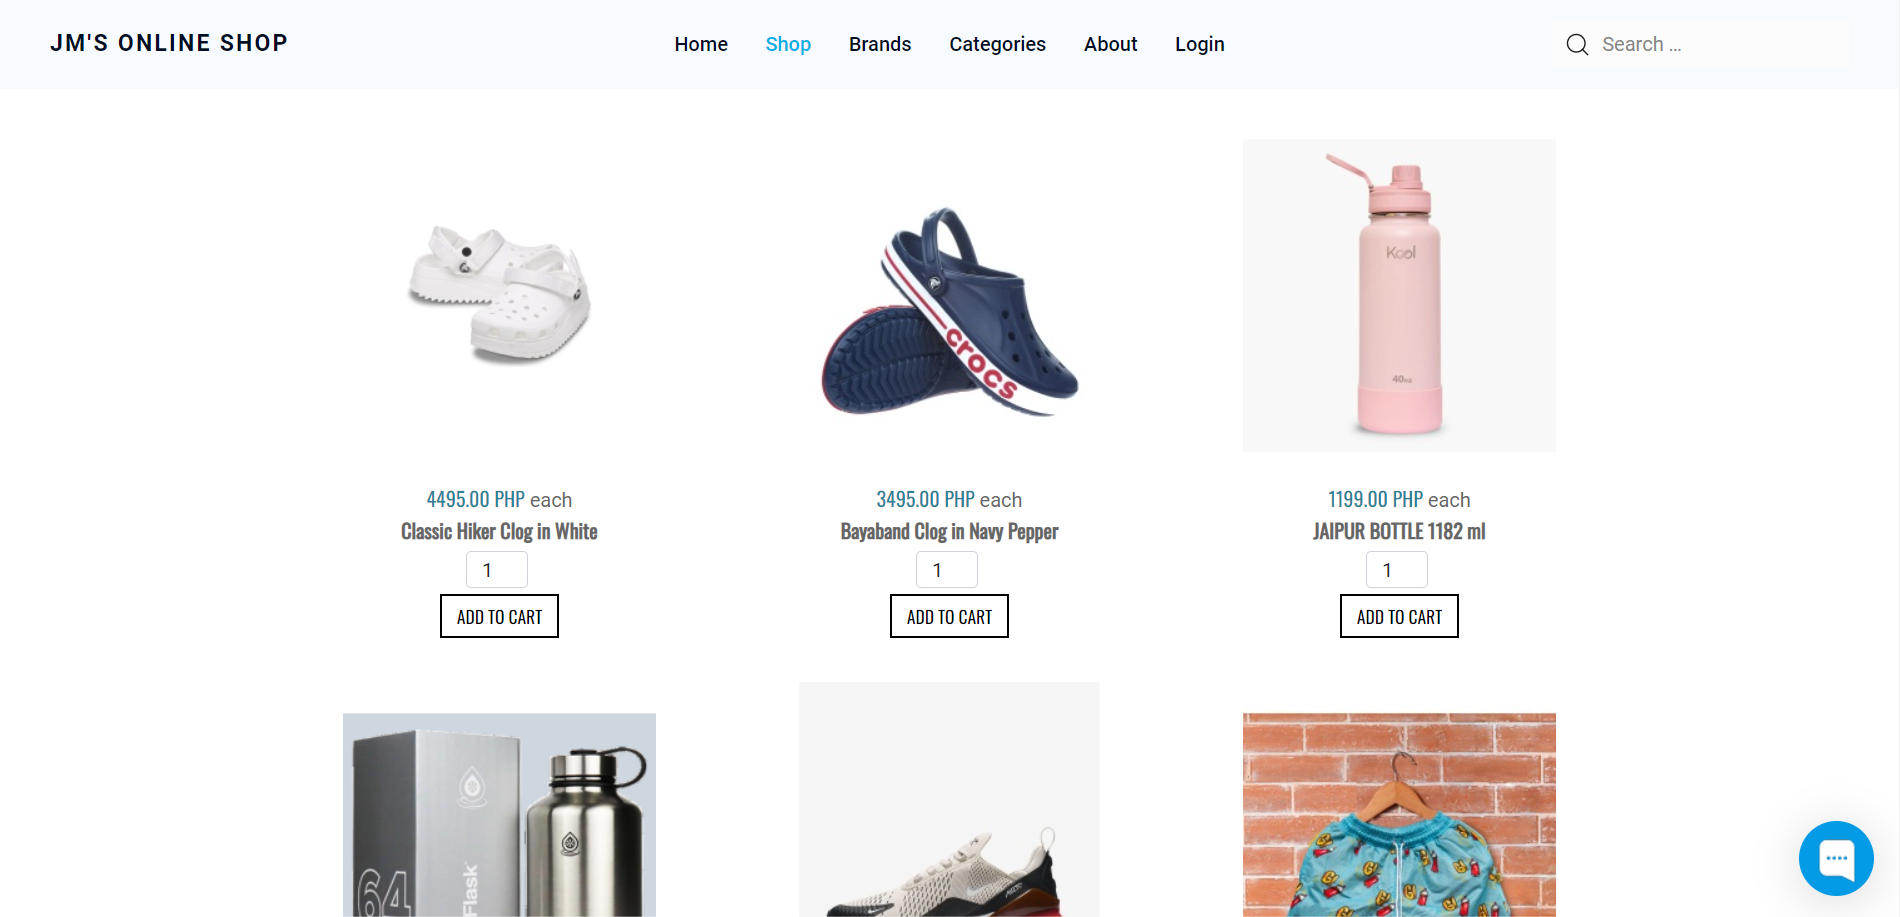 JM'S ONLINE SHOP
Home Shop Brands Categories About Login
Search ...
Kool
40oz
crocs
4495.00 PHP each
Classic Hiker Clog in White
1
ADD TO CART
3495.00 PHP each
Bayaband Clog in Navy Pepper
1
ADD TO CART
1199.00 PHP each
JAIPUR BOTTLE 1182 ml
1
ADD TO CART
64
Flask